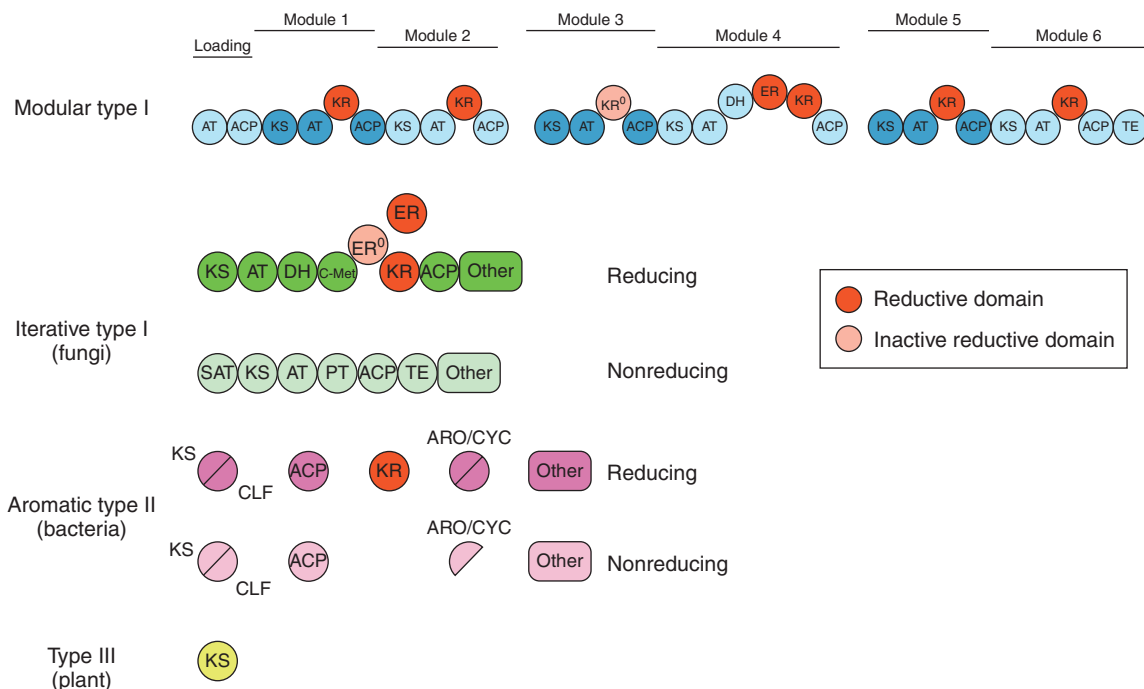 Module 1
Module 3
Module 5
Loading
Module 2
Module 4
Module 6
Modular type I
AT ACP KS AT KR ACP KS AT KR ACP
KS AT KR⁰ ACP KS AT DH ER KR ACP
KS AT KR ACP KS AT KR ACP TE
Iterative type I
(fungi)
KS AT DH C-Met ER⁰ ER KR ACP Other
Reducing
SAT KS AT PT ACP TE Other
Nonreducing
Reductive domain
Inactive reductive domain
Aromatic type II
(bacteria)
KS
CLF
ACP
KR
ARO/CYC
Other
Reducing
KS
CLF
ACP
ARO/CYC
Other
Nonreducing
Type III
(plant)
KS